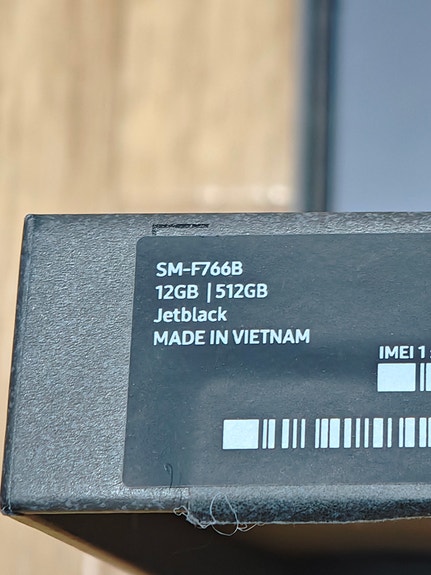 SM-F766B
12GB | 512GB
Jetblack
MADE IN VIETNAM
IMEI 1 :